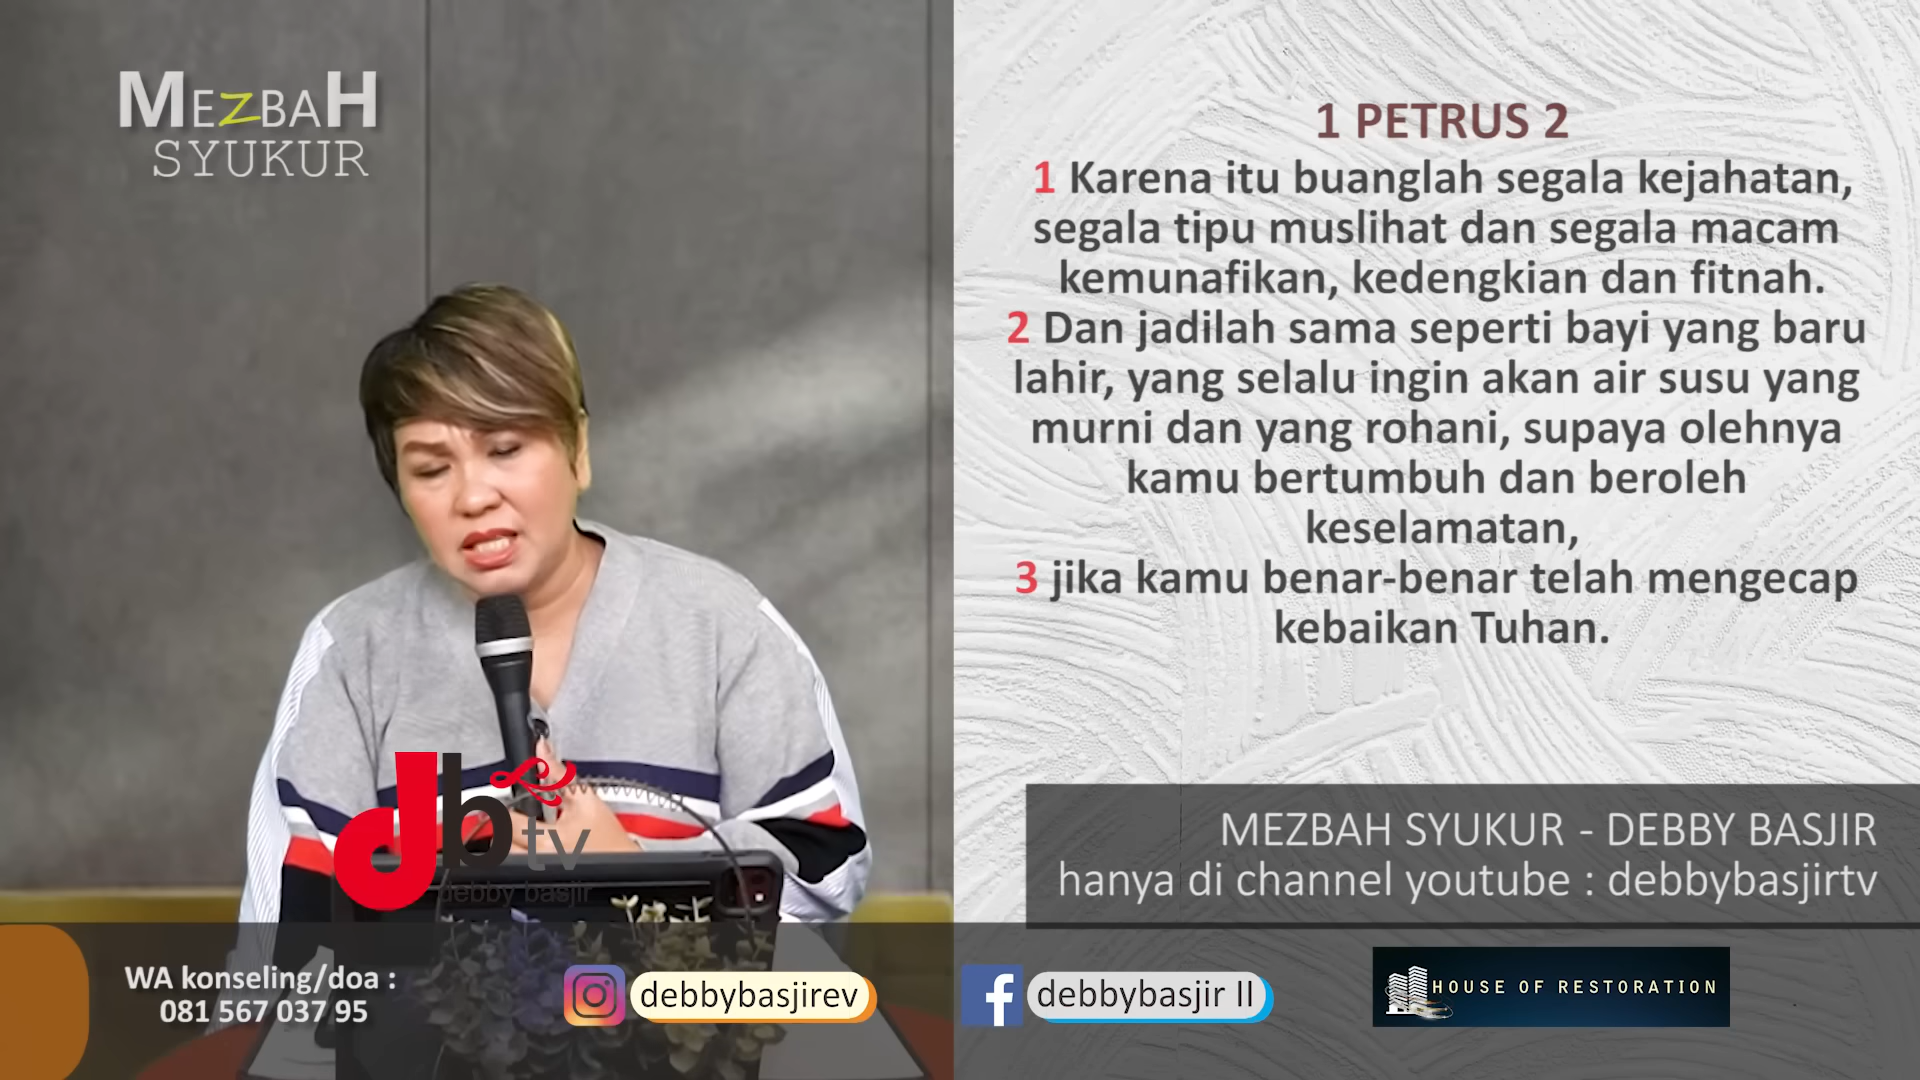 MEZBAH
SYUKUR
1 PETRUS 2
1 Karena itu buanglah segala kejahatan,
segala tipu muslihat dan segala macam
kemunafikan, kedengkian dan fitnah.
2 Dan jadilah sama seperti bayi yang baru
lahir, yang selalu ingin akan air susu yang
murni dan yang rohani, supaya olehnya
kamu bertumbuh dan beroleh
keselamatan,
3 jika kamu benar-benar telah mengecap
kebaikan Tuhan.
db tv
debby basjir
MEZBAH SYUKUR - DEBBY BASJIR
hanya di channel youtube : debbybasjirtv
WA konseling/doa :
081 567 037 95
debbybasjirev
debbybasjir II
HOUSE OF RESTORATION